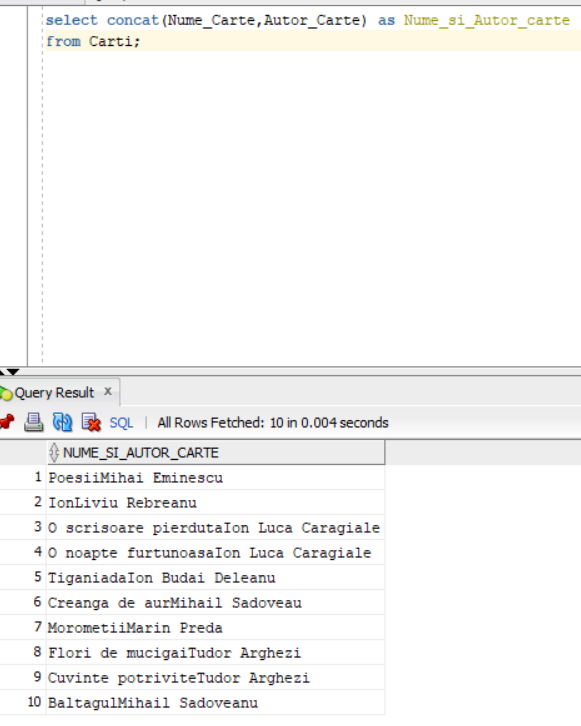 select concat(Nume_Carte,Autor_Carte) as Nume_si_Autor_carte
from Carti;
Query Result x
SQL | All Rows Fetched: 10 in 0.004 seconds
NUME_SI_AUTOR_CARTE
1 PoesiiMihai Eminescu
2 IonLiviu Rebreanu
3 O scrisoare pierdutaIon Luca Caragiale
4 O noapte furtunoasaIon Luca Caragiale
5 TiganiadaIon Budai Deleanu
6 Creanga de aurMihail Sadoveau
7 MorometiiMarin Preda
8 Flori de mucigaiTudor Arghezi
9 Cuvinte potriviteTudor Arghezi
10 BaltagulMihail Sadoveanu